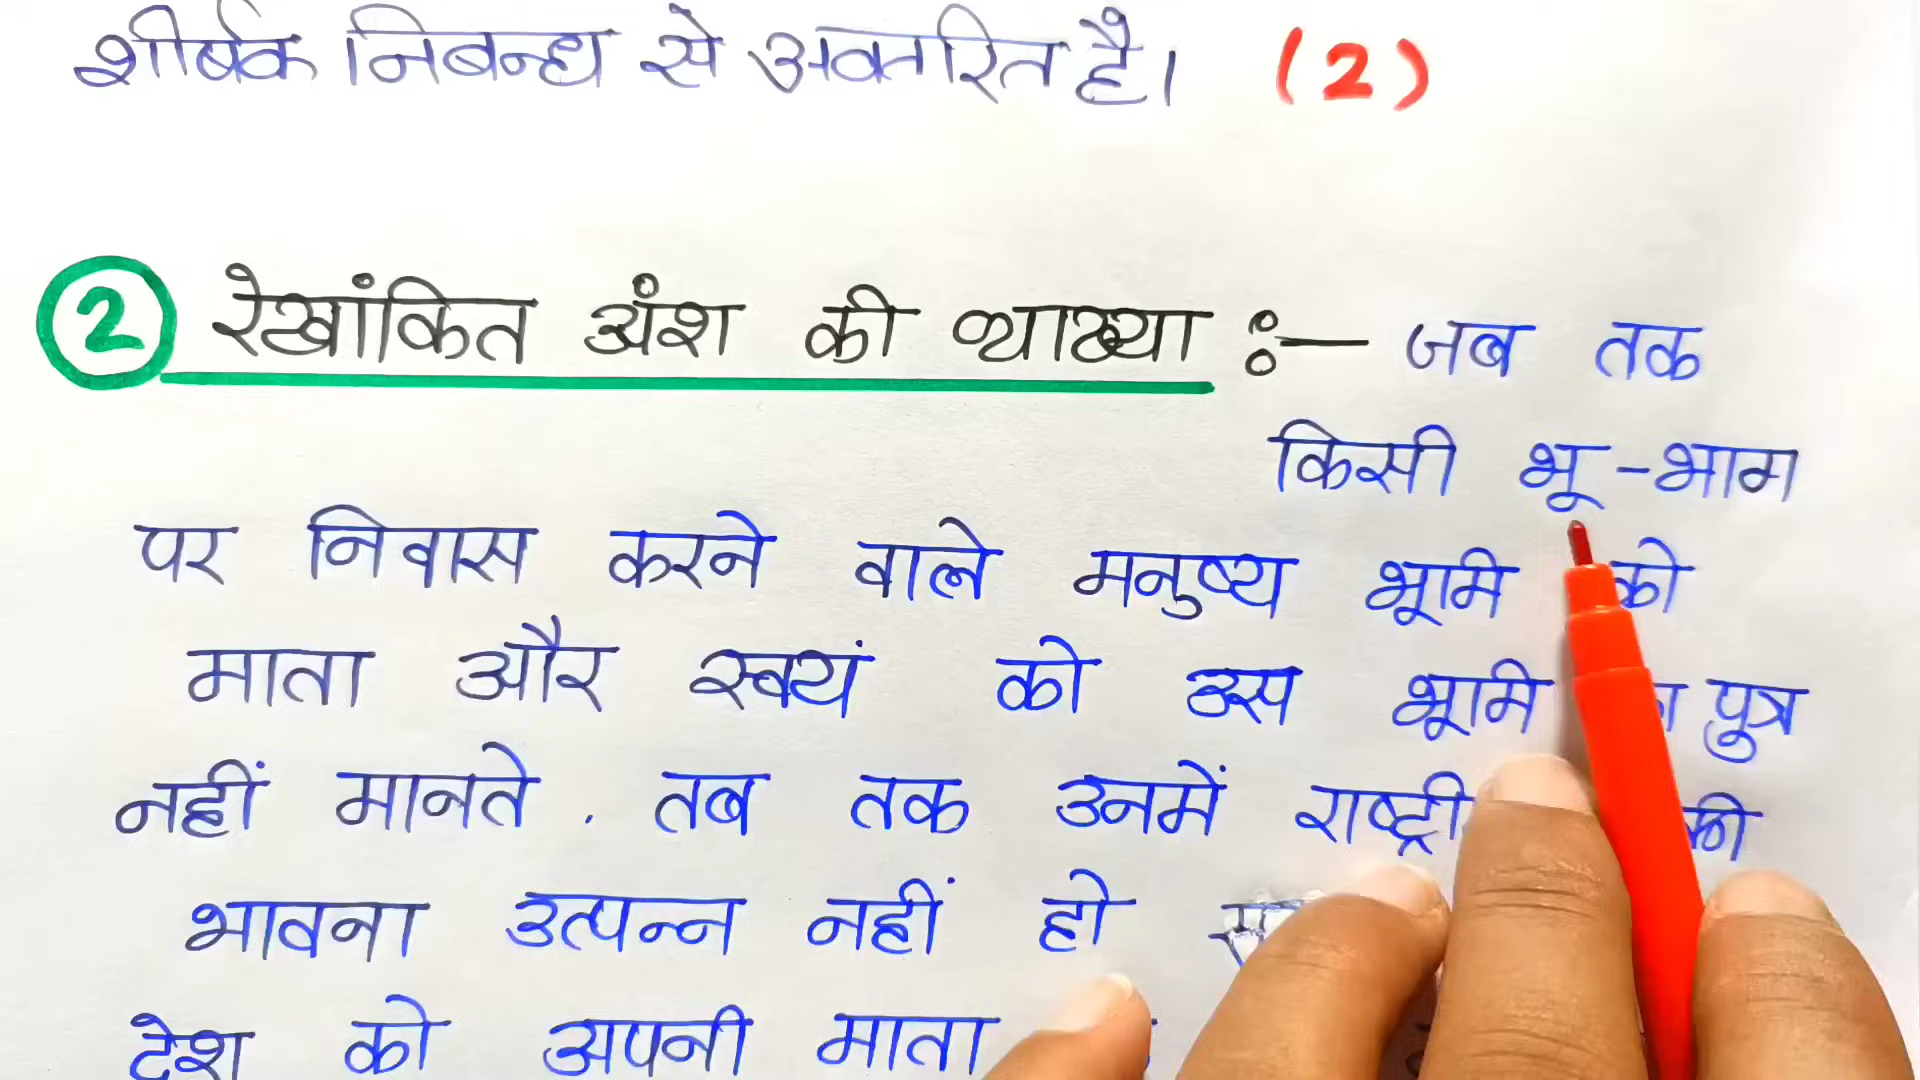 शीर्षक निबन्ध से अवतरित है। (2)
2 रेखांकित अंश की व्याख्या :— जब तक
किसी भू-भाग
पर निवास करने वाले मनुष्य भूमि को
माता और स्वयं को उस भूमि पुत्र
नहीं मानते . तब तक उनमें की
भावना उत्पन्न नहीं हो
देश को अपनी माता